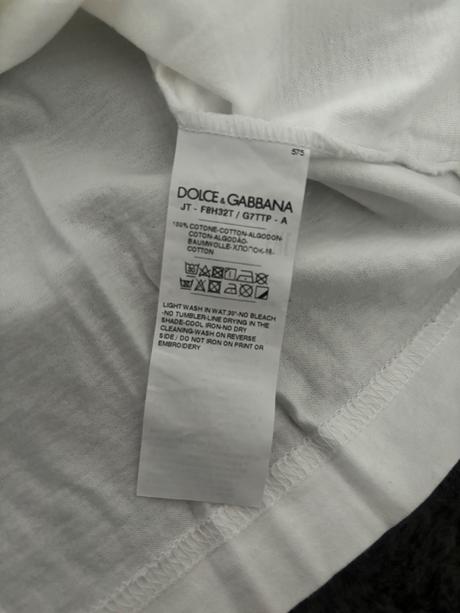 575
DOLCE & GABBANA
JT - F8H32T / G7TTP - A
100% COTONE-COTTON-ALGODON-
COTON-ALGODÃO-
BAUMWOLLE-ХЛОПОК-棉-
COTTON
LIGHT WASH IN WAT.30°-NO BLEACH
-NO TUMBLER-LINE DRYING IN THE
SHADE-COOL IRON-NO DRY
CLEANING-WASH ON REVERSE
SIDE / DO NOT IRON ON PRINT OR
EMBROIDERY